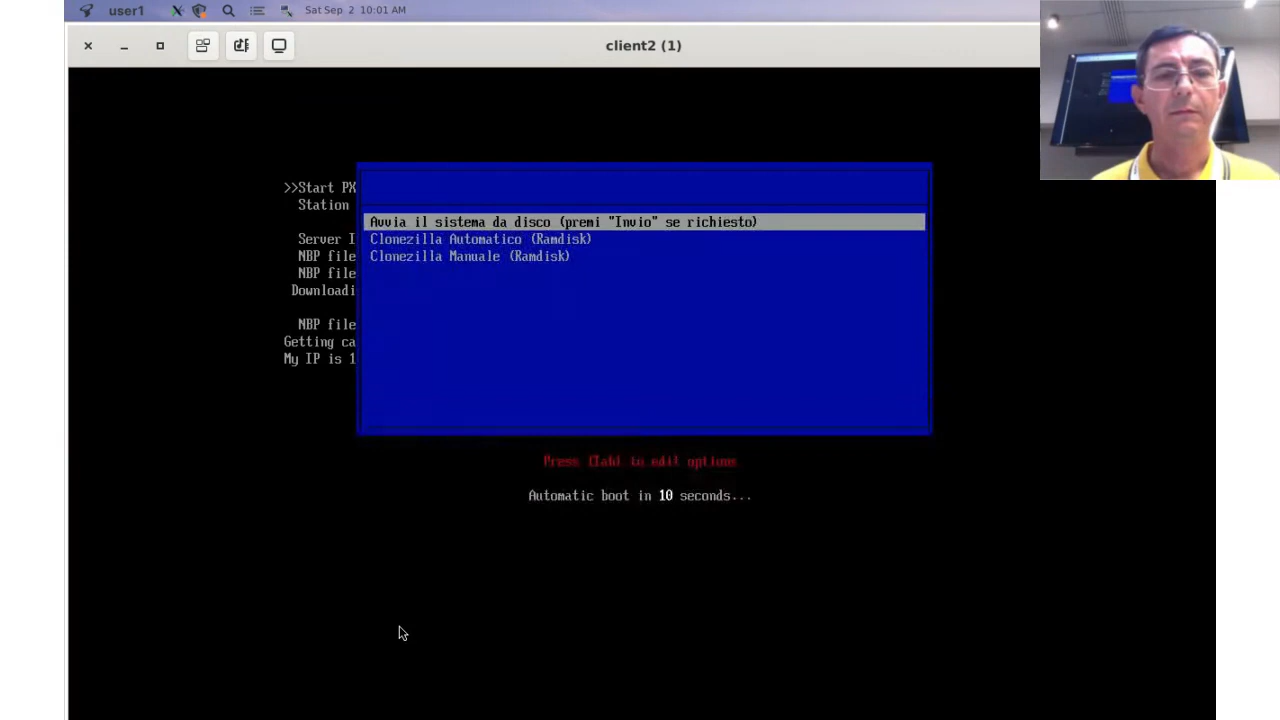 user1 Sat Sep 2 10:01 AM
client2 (1)
>>Start PX
Station
Server I
NBP file
NBP file
Downloadi
NBP file
Getting ca
My IP is 1
Avvia il sistema da disco (premi "Invio" se richiesto)
Clonezilla Automatico (Ramdisk)
Clonezilla Manuale (Ramdisk)
Press [Tab] to edit options
Automatic boot in 10 seconds...